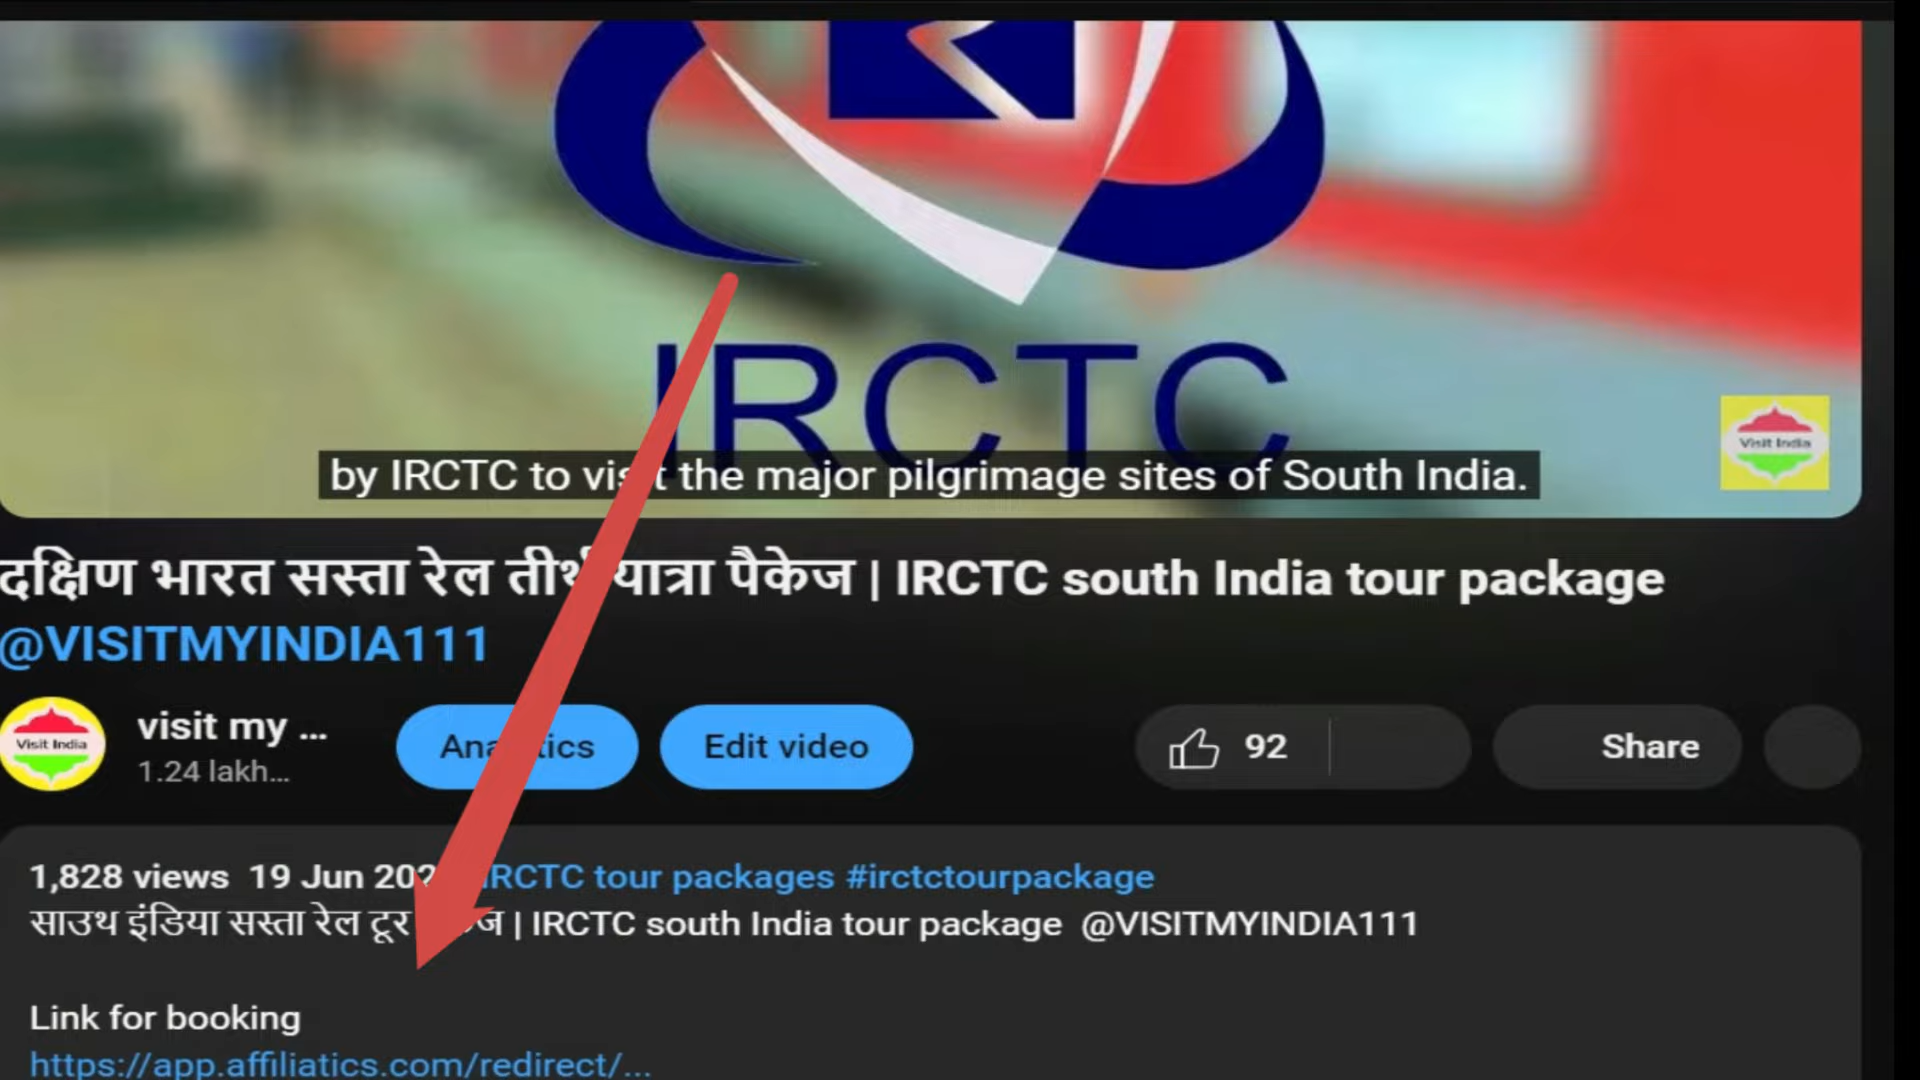 IRCTC
by IRCTC to visit the major pilgrimage sites of South India.
Visit India
दक्षिण भारत सस्ता रेल तीर्थ यात्रा पैकेज | IRCTC south India tour package
@VISITMYINDIA111
Visit India
visit my ...
1.24 lakh...
Analytics
Edit video
92
Share
1,828 views 19 Jun IRCTC tour packages #irctctourpackage
साउथ इंडिया सस्ता रेल टूर पैकेज | IRCTC south India tour package @VISITMYINDIA111
Link for booking
https://app.affiliatics.com/redirect/...